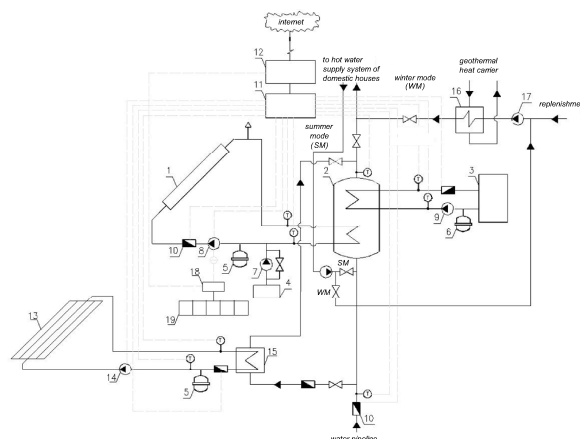 internet
12
to hot water
supply system of
domestic houses
geothermal
heat carrier
winter mode
(WM)
16
17
replenishme
11
summer
mode
(SM)
1
2
T
3
T
T
T
9
6
10
8
5
7
4
T
SM
WM
18
19
13
T
15
14
T
5
T
10
water pipeline